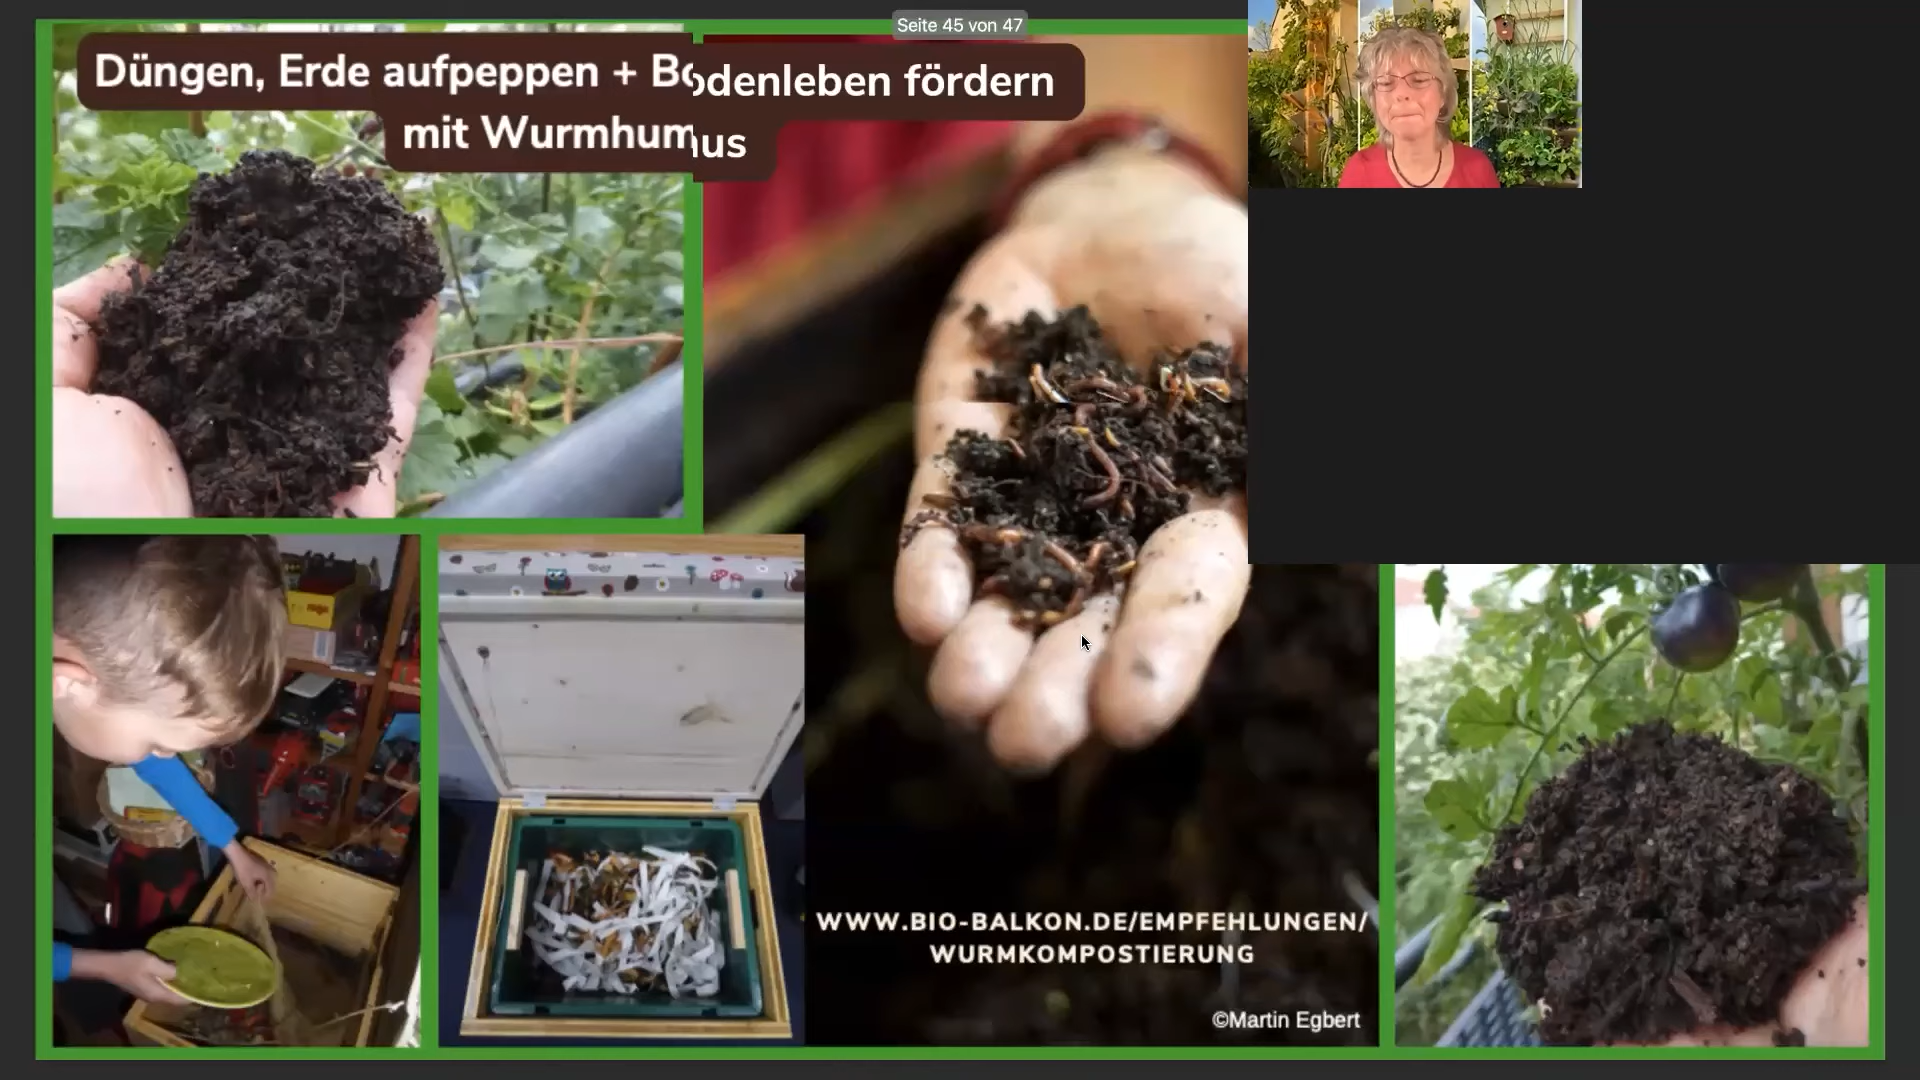 Seite 45 von 47
Düngen, Erde aufpeppen + Bodenleben fördern
mit Wurmhumus
WWW.BIO-BALKON.DE/EMPFEHLUNGEN/
WURMKOMPOSTIERUNG
©Martin Egbert